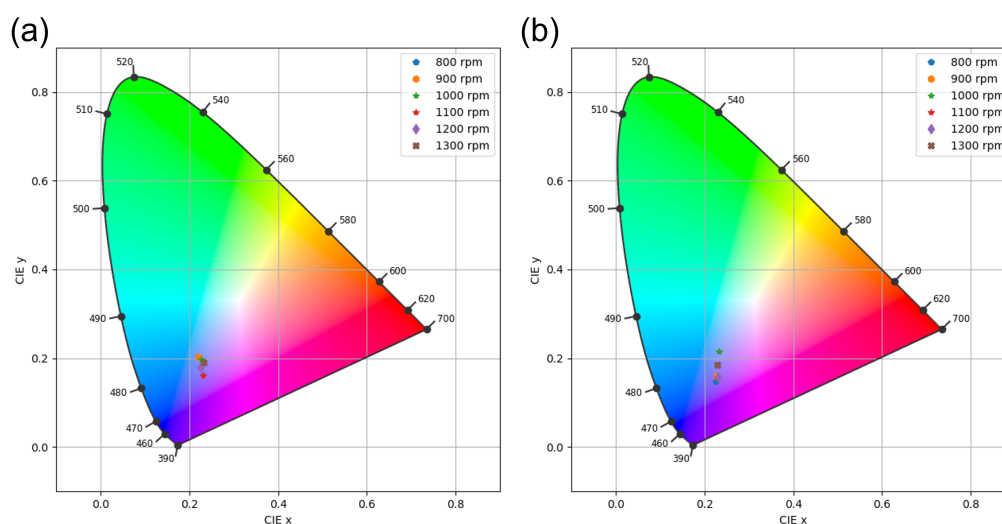 (a)
520
510
540
560
500
580
600
620
700
490
480
470
460
390
0.8
0.6
0.4
0.2
0.0
CIE y
0.0 0.2 0.4 0.6 0.8
CIE x
800 rpm
900 rpm
1000 rpm
1100 rpm
1200 rpm
1300 rpm
(b)
520
510
540
560
500
580
600
620
700
490
480
470
460
390
0.8
0.6
0.4
0.2
0.0
CIE y
0.0 0.2 0.4 0.6 0.8
CIE x
800 rpm
900 rpm
1000 rpm
1100 rpm
1200 rpm
1300 rpm